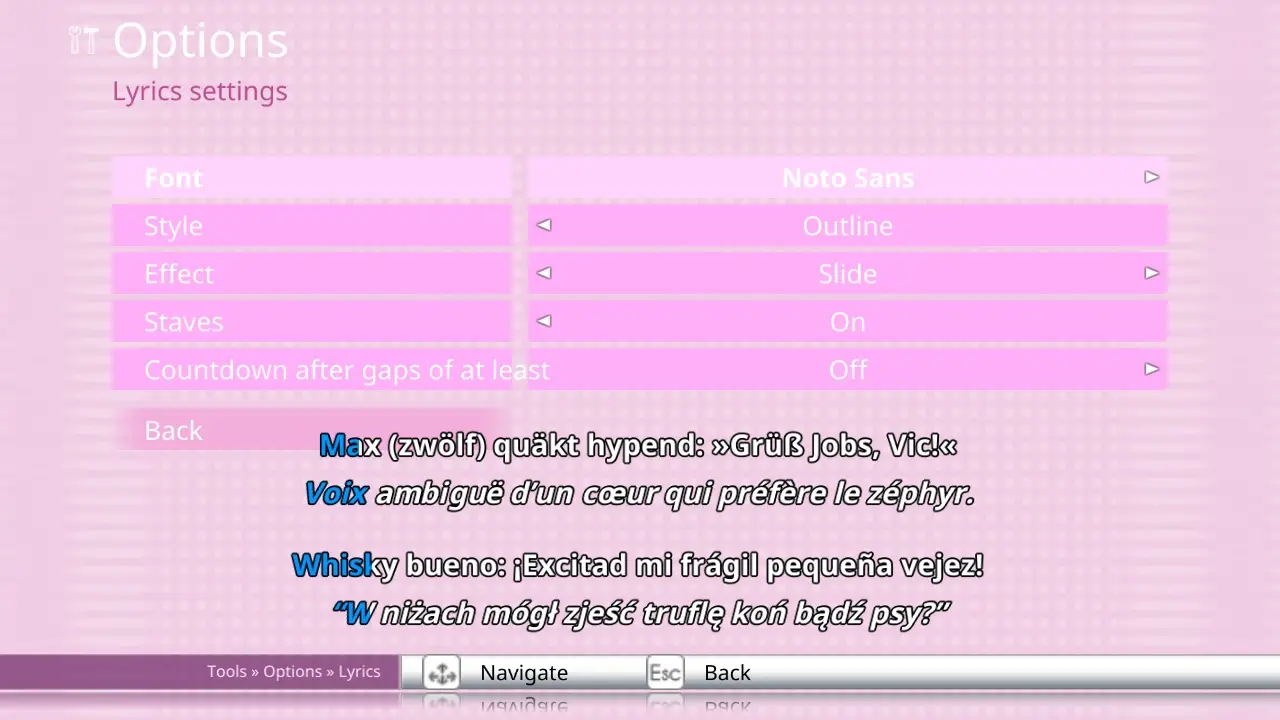 Options
Lyrics settings
Font Noto Sans
Style Outline
Effect Slide
Staves On
Countdown after gaps of at least Off
Back
Max (zwölf) quäkt hypend: »Grüß Jobs, Vic!«
Voix ambiguë d’un cœur qui préfère le zéphyr.
Whisky bueno: ¡Excitad mi frágil pequeña vejez!
“W niżach mógł zjeść truflę koń bądź psy?”
Tools » Options » Lyrics Navigate Esc Back